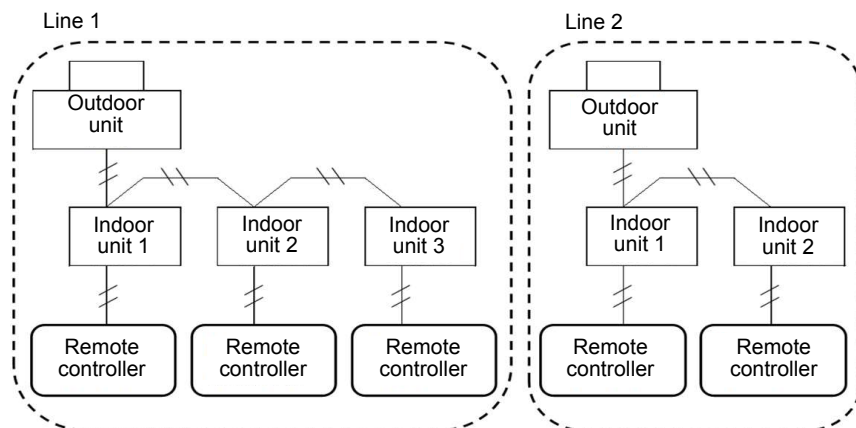 Line 1
Outdoor
unit
Indoor
unit 1
Indoor
unit 2
Indoor
unit 3
Remote
controller
Remote
controller
Remote
controller
Line 2
Outdoor
unit
Indoor
unit 1
Indoor
unit 2
Remote
controller
Remote
controller